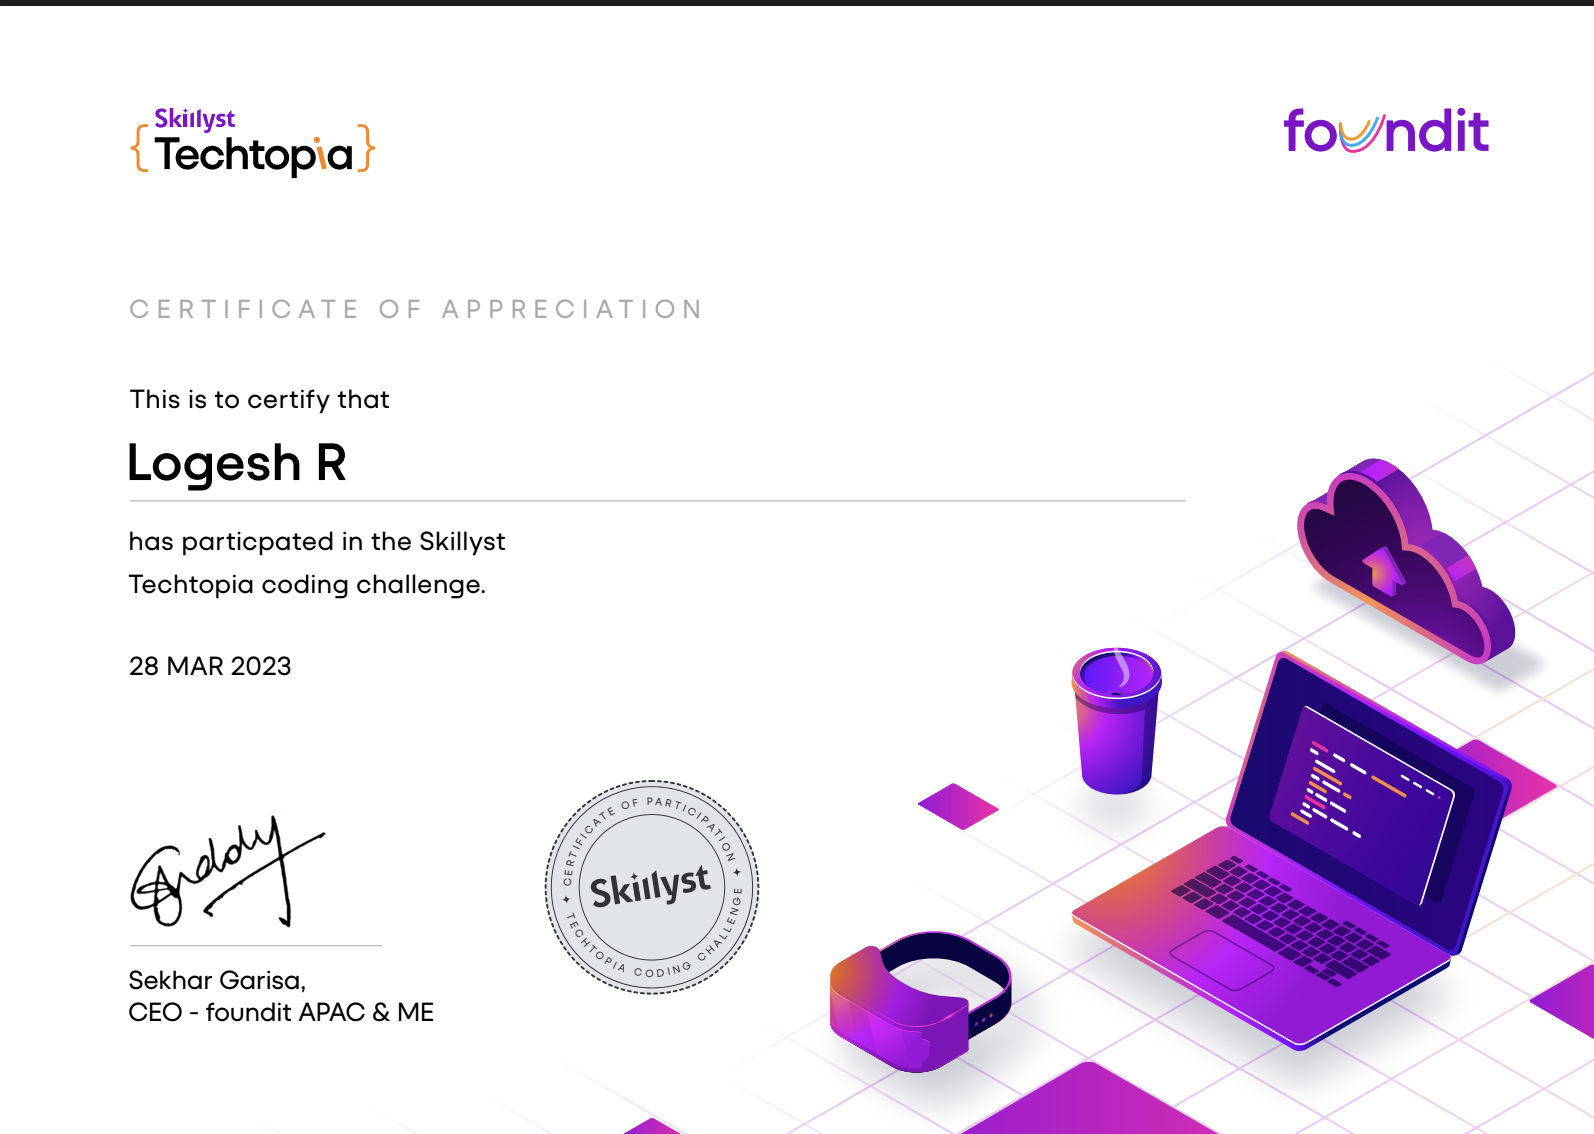 Skillyst
{Techtopia}
foundit
CERTIFICATE OF APPRECIATION
This is to certify that
Logesh R
has particpated in the Skillyst
Techtopia coding challenge.
28 MAR 2023
CERTIFICATE OF PARTICIPATION
Skillyst
TECHTOPIA CODING CHALLENGE
Sekhar Garisa,
CEO - foundit APAC & ME